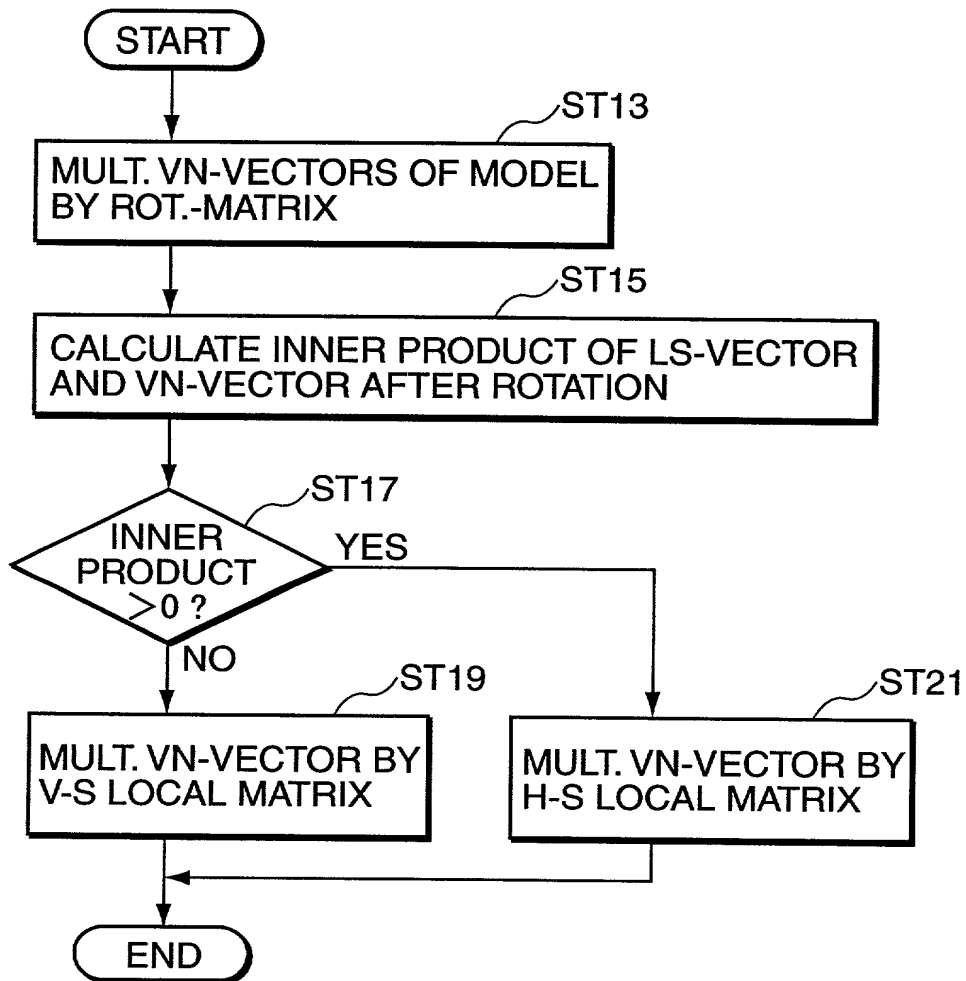 START
ST13
MULT. VN-VECTORS OF MODEL
BY ROT.-MATRIX
ST15
CALCULATE INNER PRODUCT OF LS-VECTOR
AND VN-VECTOR AFTER ROTATION
ST17
INNER
PRODUCT
>0 ?
YES
NO
ST19
MULT. VN-VECTOR BY
V-S LOCAL MATRIX
ST21
MULT. VN-VECTOR BY
H-S LOCAL MATRIX
END